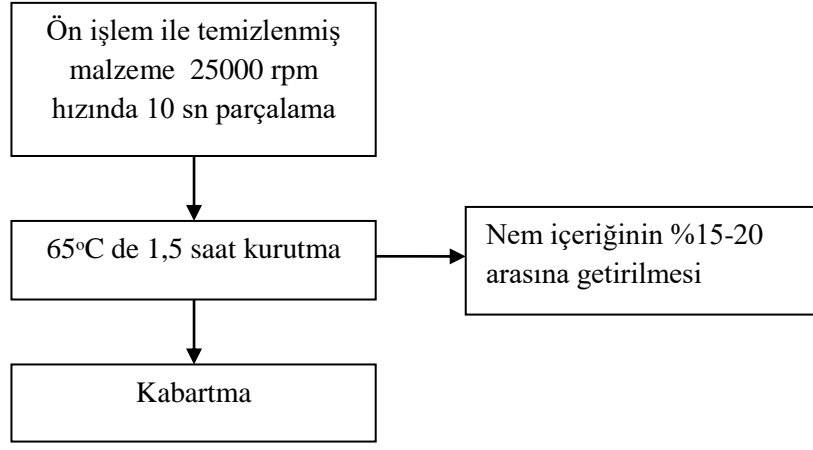 Ön işlem ile temizlenmiş
malzeme 25000 rpm
hızında 10 sn parçalama
65°C de 1,5 saat kurutma
Nem içeriğinin %15-20
arasına getirilmesi
Kabartma